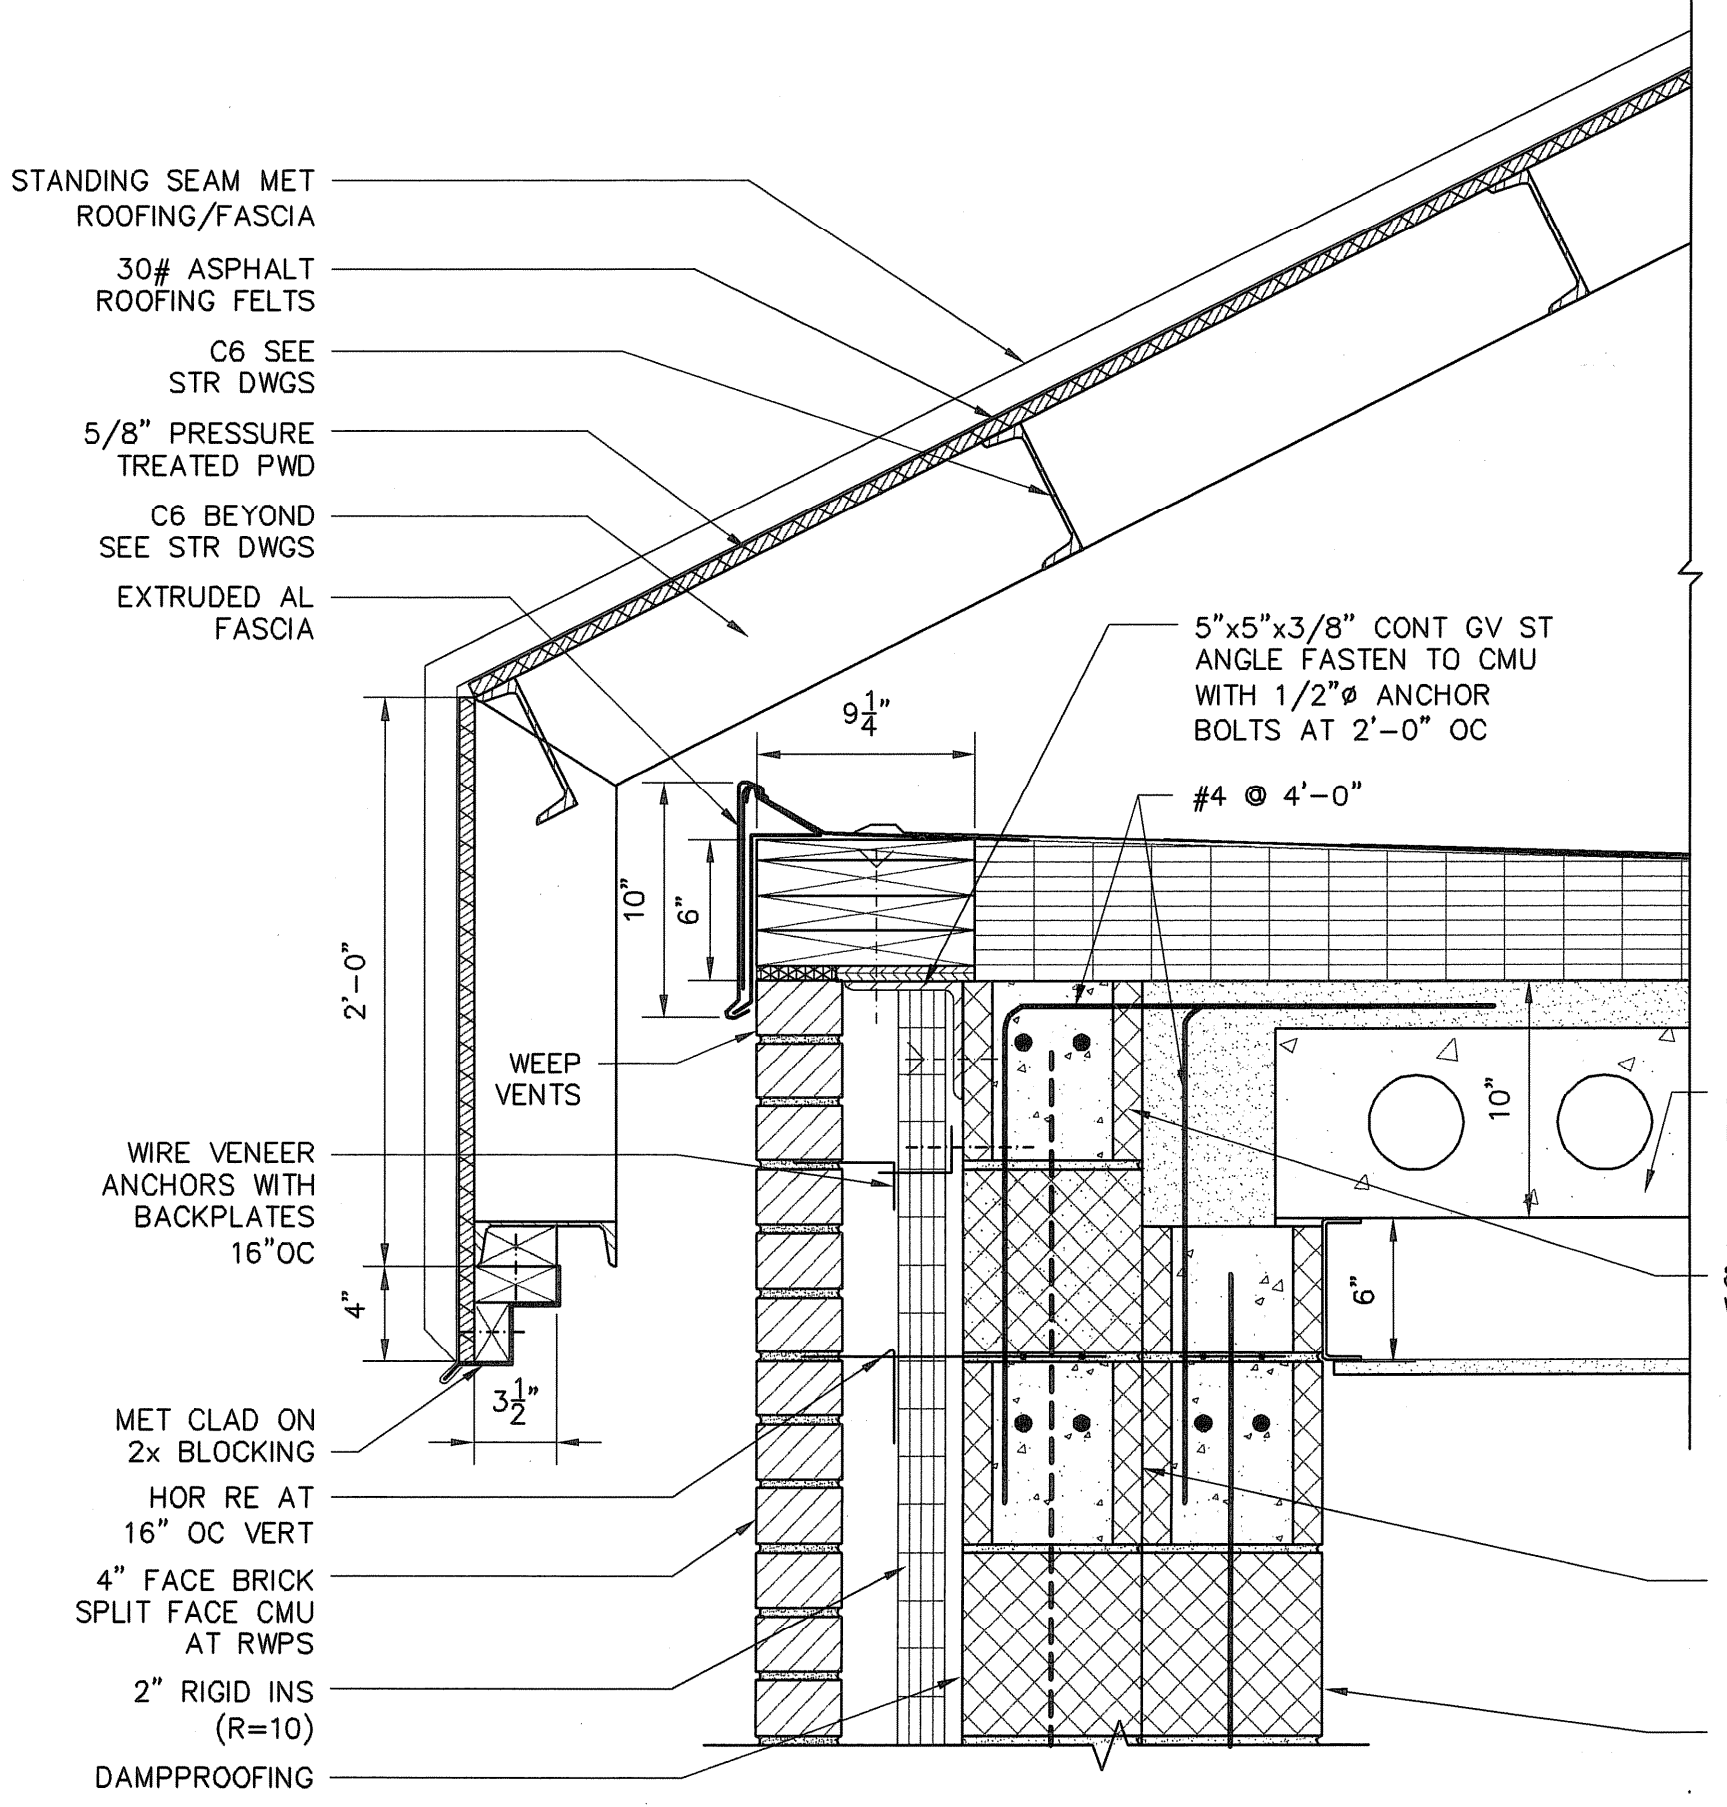 STANDING SEAM MET
ROOFING/FASCIA
30# ASPHALT
ROOFING FELTS
C6 SEE
STR DWGS
5/8" PRESSURE
TREATED PWD
C6 BEYOND
SEE STR DWGS
EXTRUDED AL
FASCIA
5"x5"x3/8" CONT GV ST
ANGLE FASTEN TO CMU
WITH 1/2"ø ANCHOR
BOLTS AT 2'-0" OC
9 1/4"
#4 @ 4'-0"
10"
6"
2'-0"
WEEP
VENTS
10"
WIRE VENEER
ANCHORS WITH
BACKPLATES
16"OC
4"
6"
3 1/2"
MET CLAD ON
2x BLOCKING
HOR RE AT
16" OC VERT
4" FACE BRICK
SPLIT FACE CMU
AT RWPS
2" RIGID INS
(R=10)
DAMPPROOFING